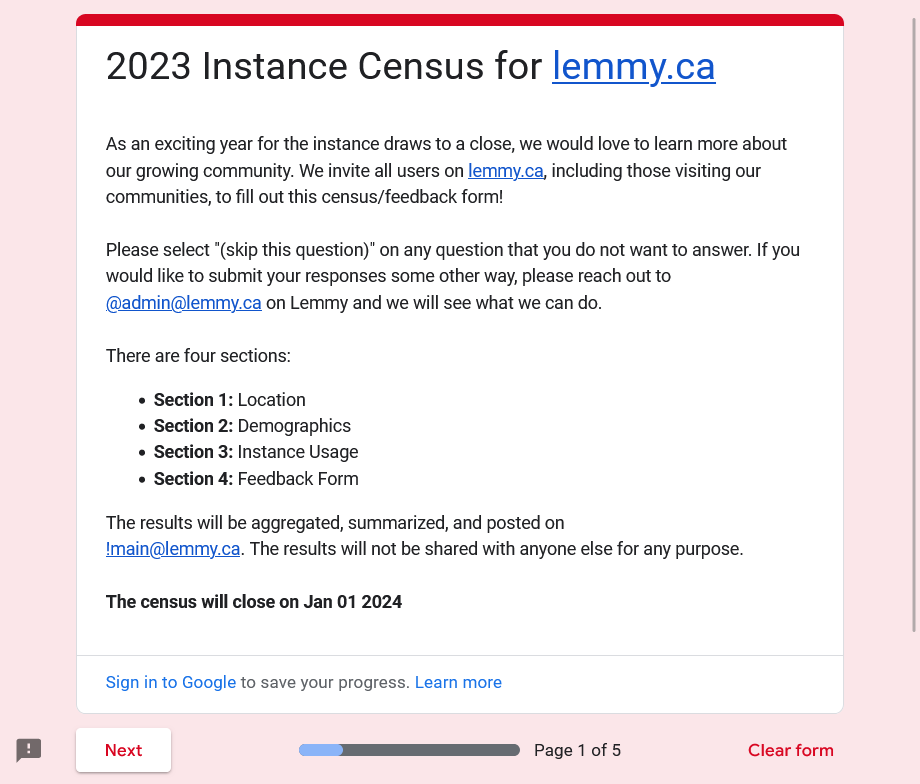 2023 Instance Census for lemmy.ca
As an exciting year for the instance draws to a close, we would love to learn more about
our growing community. We invite all users on lemmy.ca, including those visiting our
communities, to fill out this census/feedback form!
Please select "(skip this question)" on any question that you do not want to answer. If you
would like to submit your responses some other way, please reach out to
@admin@lemmy.ca on Lemmy and we will see what we can do.
There are four sections:
• Section 1: Location
• Section 2: Demographics
• Section 3: Instance Usage
• Section 4: Feedback Form
The results will be aggregated, summarized, and posted on
!main@lemmy.ca. The results will not be shared with anyone else for any purpose.
The census will close on Jan 01 2024
Sign in to Google to save your progress. Learn more
Next Page 1 of 5 Clear form